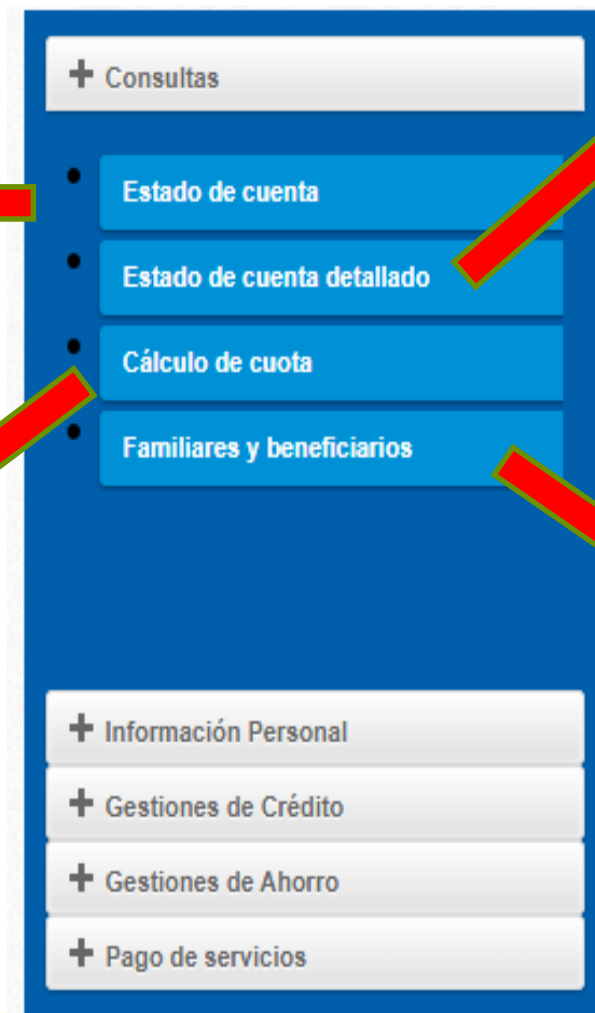 + Consultas
Estado de cuenta
Estado de cuenta detallado
Cálculo de cuota
Familiares y beneficiarios
+ Información Personal
+ Gestiones de Crédito
+ Gestiones de Ahorro
+ Pago de servicios